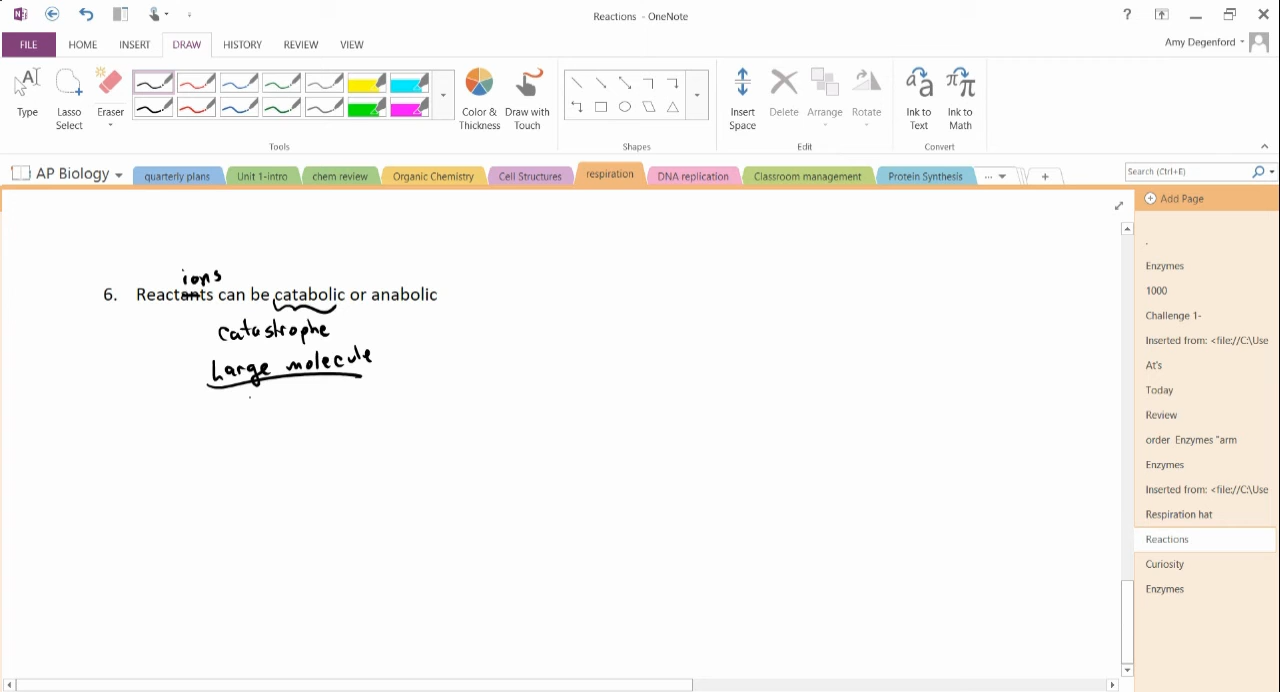 Reactions - OneNote
?
FILE HOME INSERT DRAW HISTORY REVIEW VIEW
Amy Degenford
Type
Lasso Select
Eraser
Color & Thickness
Draw with Touch
Insert Space
Delete
Arrange
Rotate
Ink to Text
Ink to Math
Tools
Shapes
Edit
Convert
AP Biology
quarterly plans
Unit 1-intro
chem review
Organic Chemistry
Cell Structures
respiration
DNA replication
Classroom management
Protein Synthesis
...
+
Search (Ctrl+E)
Add Page
.
Enzymes
1000
Challenge 1-
Inserted from: <file://C:\Use
At's
Today
Review
order Enzymes "arm
Enzymes
Inserted from: <file://C:\Use
Respiration hat
Reactions
Curiosity
Enzymes
ions
6. Reactants can be catabolic or anabolic
catastrophe
Large molecule